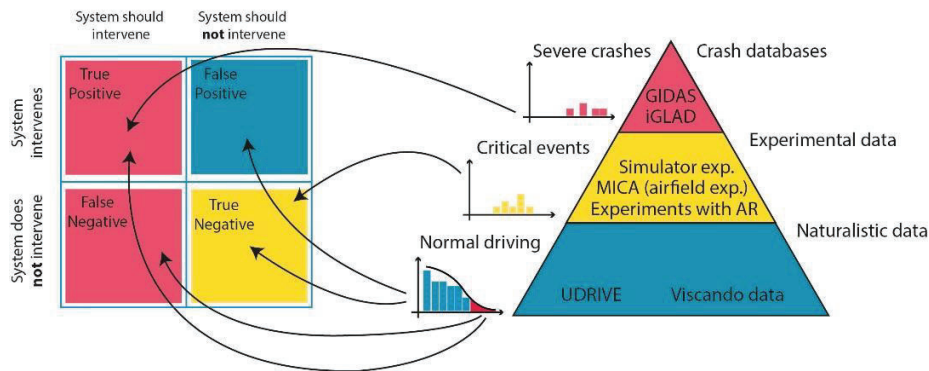 System should
intervene
System should
not intervene
System
intervenes
System does
not intervene
True
Positive
False
Positive
False
Negative
True
Negative
Severe crashes
Critical events
Normal driving
Crash databases
GIDAS
iGLAD
Experimental data
Simulator exp.
MICA (airfield exp.)
Experiments with AR
Naturalistic data
UDRIVE
Viscando data